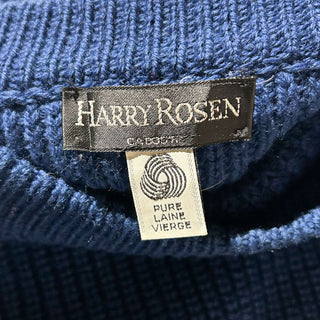 HARRY ROSEN
PURE
LAINE
VIERGE